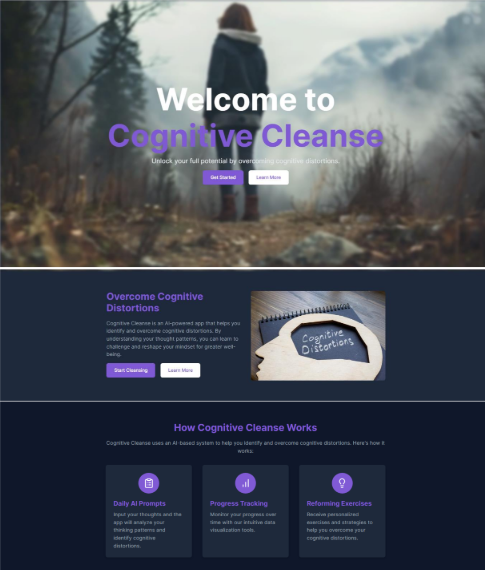 Welcome to
Cognitive Cleanse
Unlock your full potential by overcoming cognitive distortions.
Get Started
Learn More
Overcome Cognitive
Distortions
Cognitive Cleanse is an AI-powered app that helps you
identify and overcome cognitive distortions. By
understanding your thought patterns, you can learn to
challenge and reshape your mindset for greater well-
being.
Start Cleansing
Learn More
Cognitive
Distortions
How Cognitive Cleanse Works
Cognitive Cleanse uses an AI-based system to help you identify and overcome cognitive distortions. Here's how it
works:
Daily AI Prompts
Input your thoughts and the
app will analyze your
thinking patterns and
identify cognitive
distortions.
Progress Tracking
Monitor your progress over
time with our intuitive data
visualization tools.
Reforming Exercises
Receive personalized
exercises and strategies to
help you overcome your
cognitive distortions.